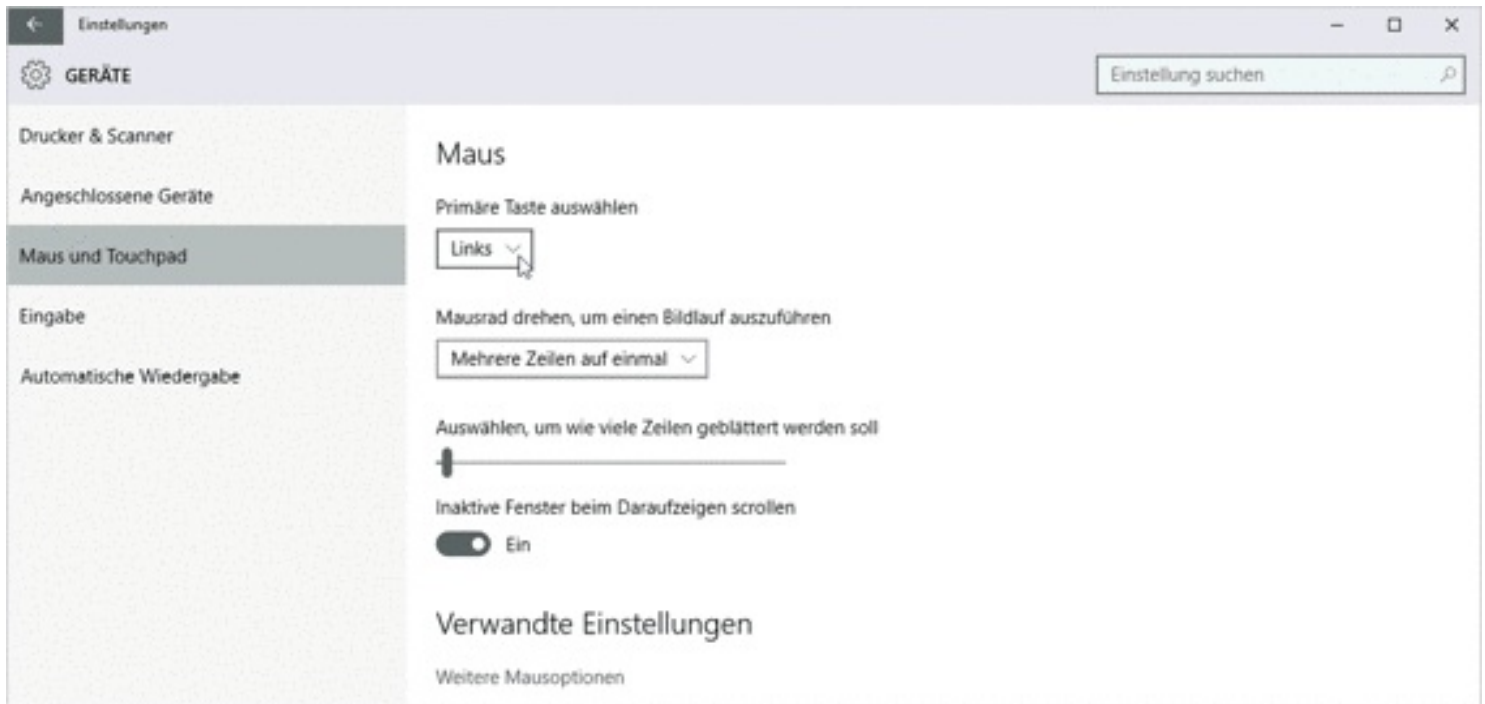 Einstellungen
GERÄTE
Einstellung suchen
Drucker & Scanner
Angeschlossene Geräte
Maus und Touchpad
Eingabe
Automatische Wiedergabe
Maus
Primäre Taste auswählen
Links
Mausrad drehen, um einen Bildlauf auszuführen
Mehrere Zeilen auf einmal
Auswählen, um wie viele Zeilen geblättert werden soll
Inaktive Fenster beim Daraufzeigen scrollen
Ein
Verwandte Einstellungen
Weitere Mausoptionen